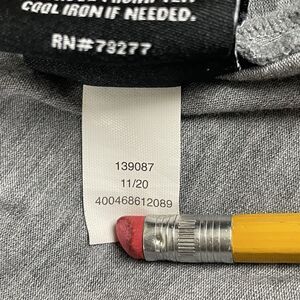 COOL IRON IF NEEDED.
RN#73277
139087
11/20
400468612089